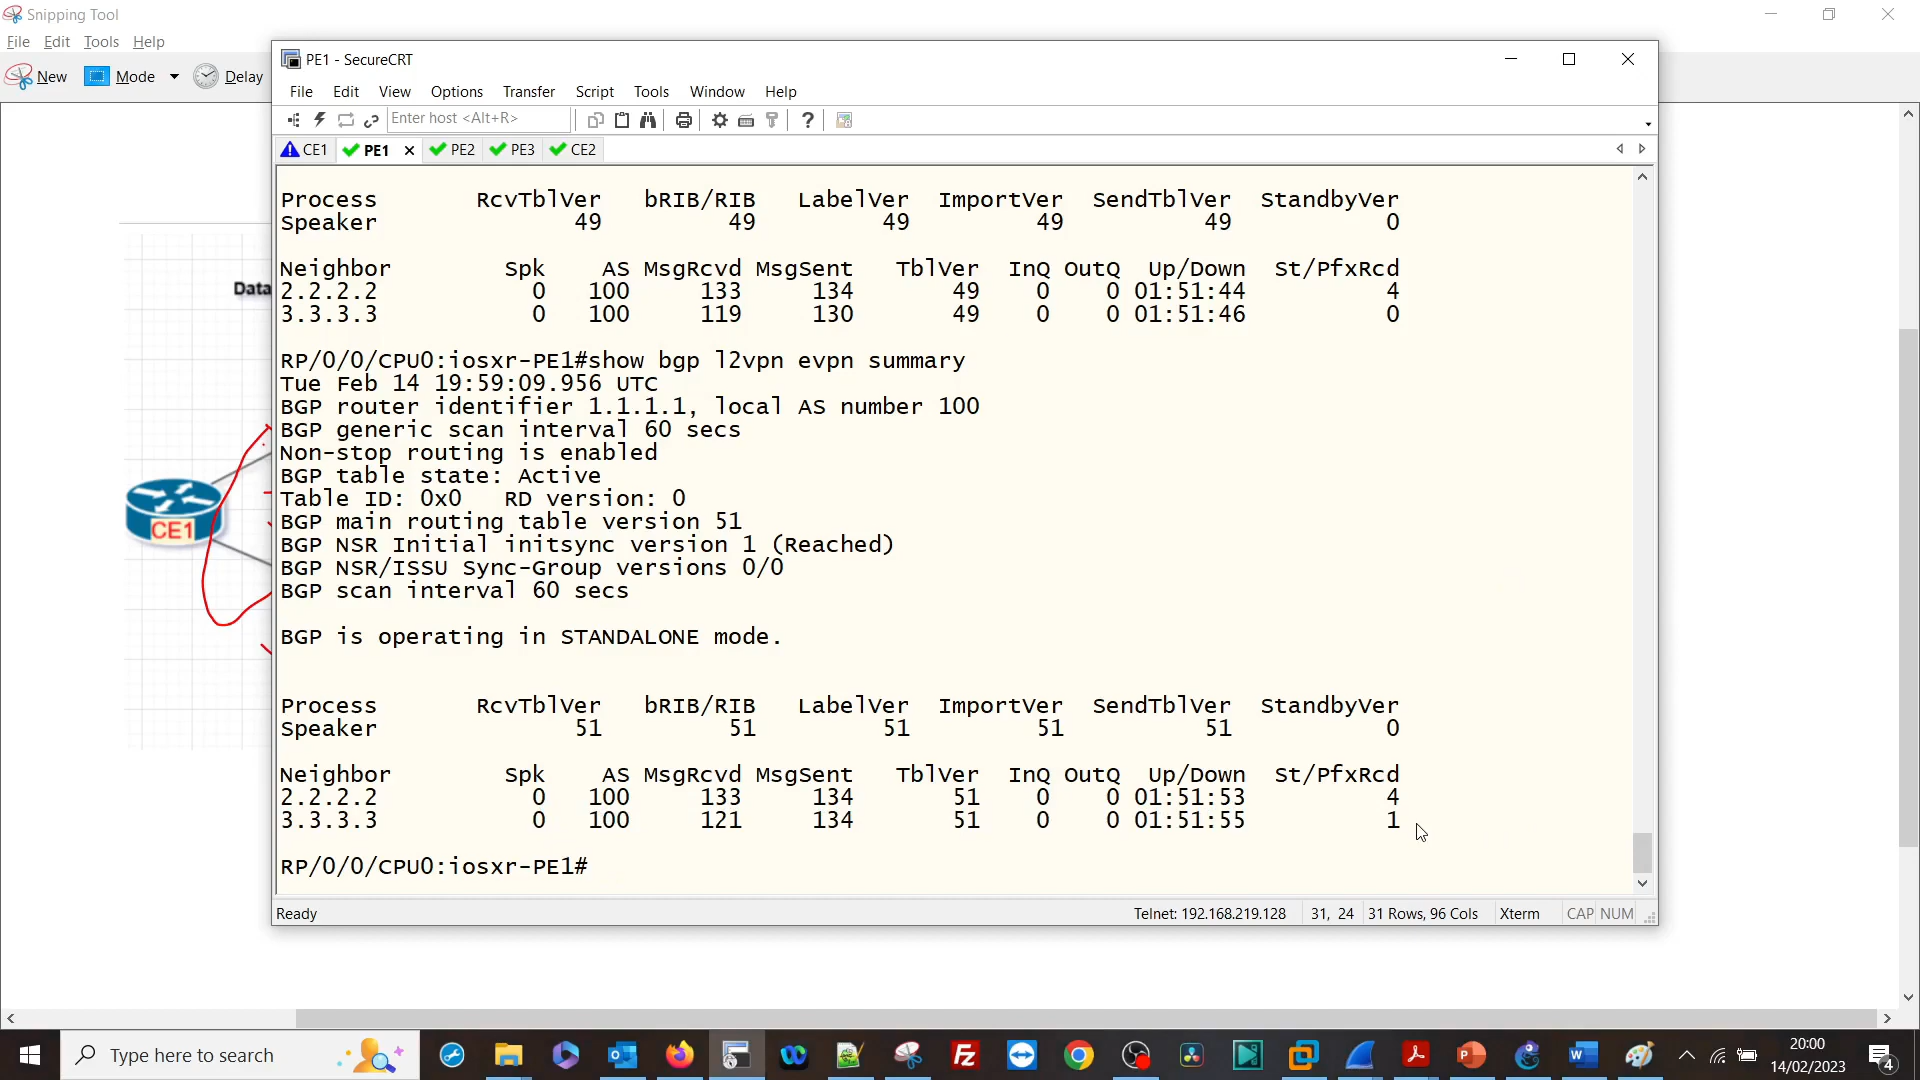 Snipping Tool
File Edit Tools Help
New Mode Delay
PE1 - SecureCRT
File Edit View Options Transfer Script Tools Window Help
Enter host <Alt+R>
CE1 PE1 PE2 PE3 CE2
Process RcvTblVer bRIB/RIB LabelVer ImportVer SendTblVer StandbyVer
Speaker 49 49 49 49 49 0
Neighbor Spk AS MsgRcvd MsgSent TblVer InQ OutQ Up/Down St/PfxRcd
2.2.2.2 0 100 133 134 49 0 0 01:51:44 4
3.3.3.3 0 100 119 130 49 0 0 01:51:46 0
RP/0/0/CPU0:iosxr-PE1#show bgp l2vpn evpn summary
Tue Feb 14 19:59:09.956 UTC
BGP router identifier 1.1.1.1, local AS number 100
BGP generic scan interval 60 secs
Non-stop routing is enabled
BGP table state: Active
Table ID: 0x0 RD version: 0
BGP main routing table version 51
BGP NSR Initial initsync version 1 (Reached)
BGP NSR/ISSU Sync-Group versions 0/0
BGP scan interval 60 secs
BGP is operating in STANDALONE mode.
Process RcvTblVer bRIB/RIB LabelVer ImportVer SendTblVer StandbyVer
Speaker 51 51 51 51 51 0
Neighbor Spk AS MsgRcvd MsgSent TblVer InQ OutQ Up/Down St/PfxRcd
2.2.2.2 0 100 133 134 51 0 0 01:51:53 4
3.3.3.3 0 100 121 134 51 0 0 01:51:55 1
RP/0/0/CPU0:iosxr-PE1#
Ready Telnet: 192.168.219.128 31, 24 31 Rows, 96 Cols Xterm CAP NUM
Data
CE1
Type here to search
20:00
14/02/2023
4